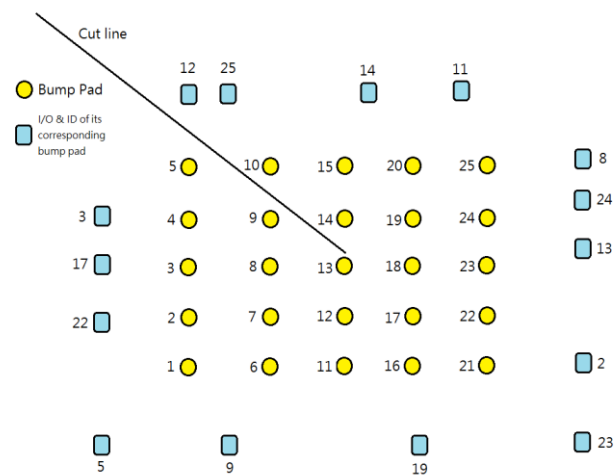 Cut line
12 25 14 11
Bump Pad
I/O & ID of its
corresponding
bump pad
5 10 15 20 25 8
24
3 4 9 14 19 24
13
17 3 8 13 18 23
22 2 7 12 17 22
1 6 11 16 21 2
23
5 9 19